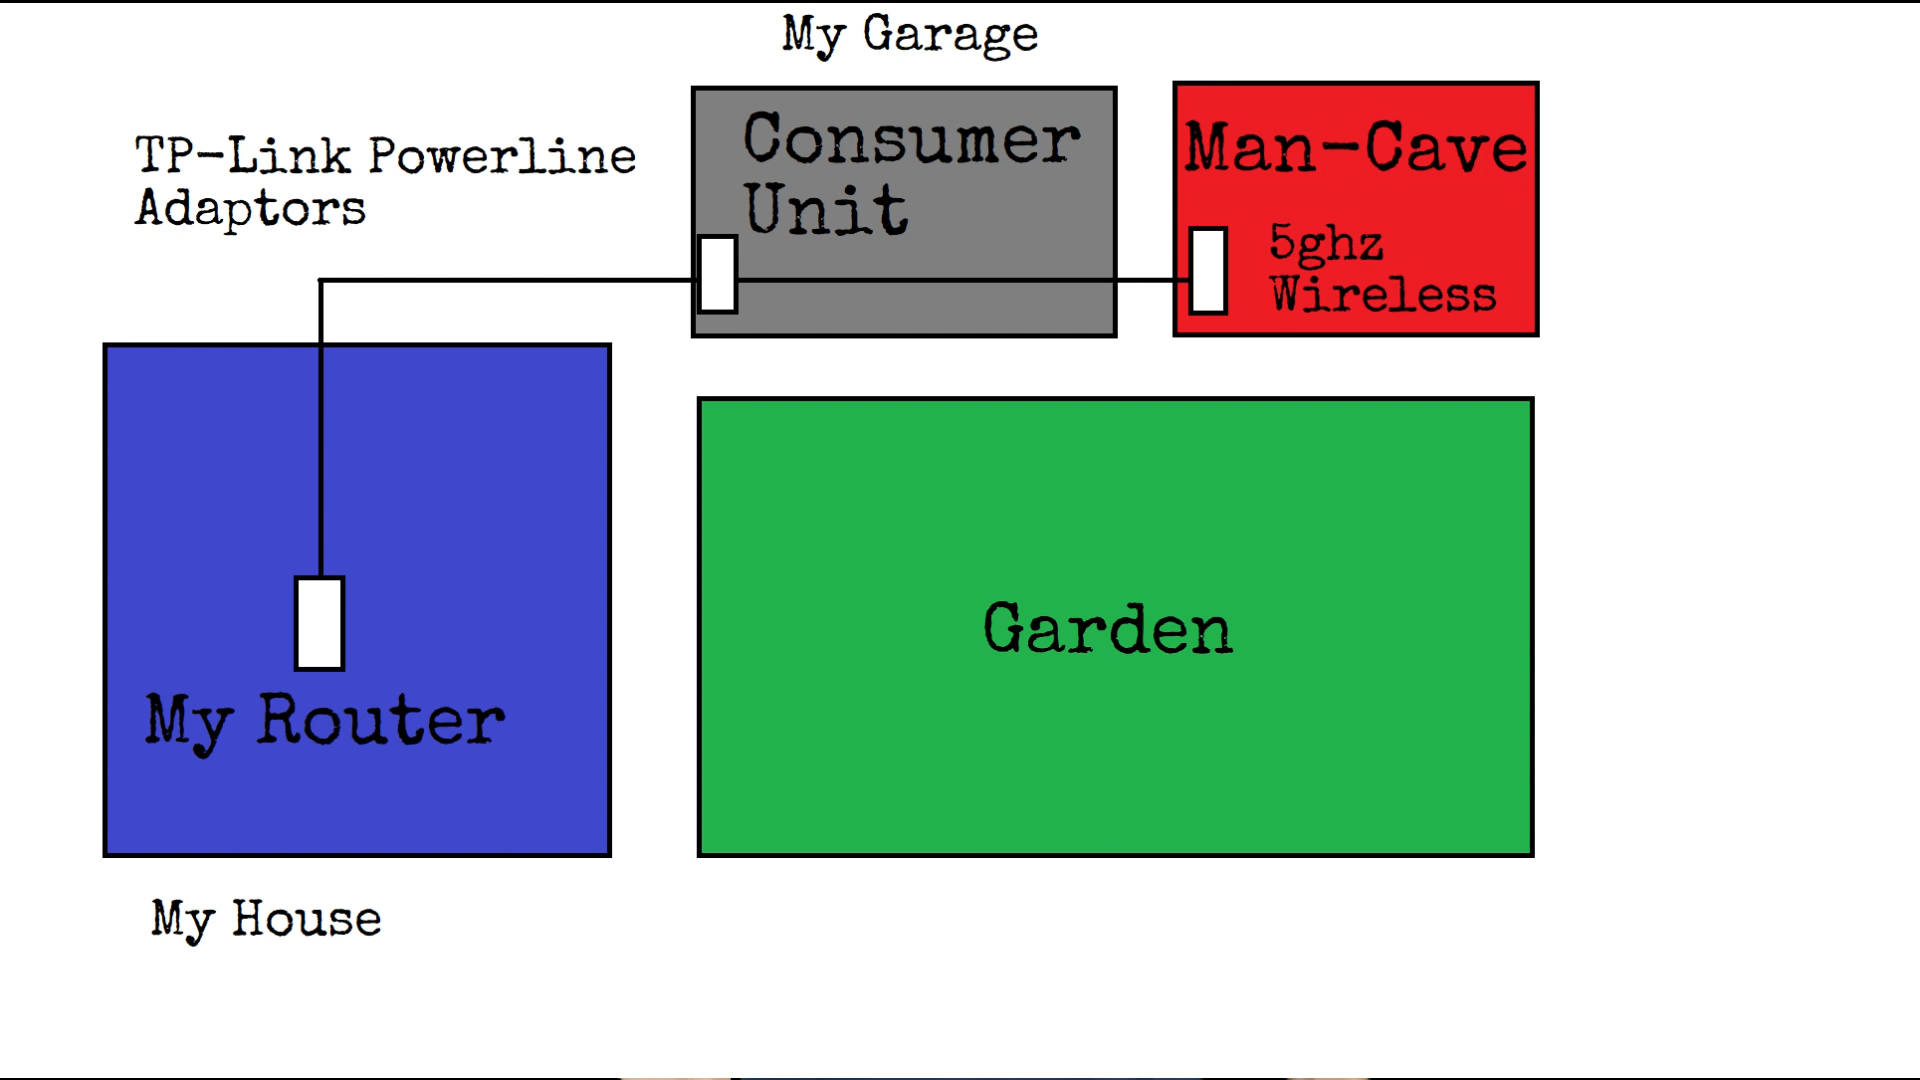 My Garage
TP-Link Powerline
Adaptors
Consumer
Unit
Man-Cave
5ghz
Wireless
My Router
Garden
My House